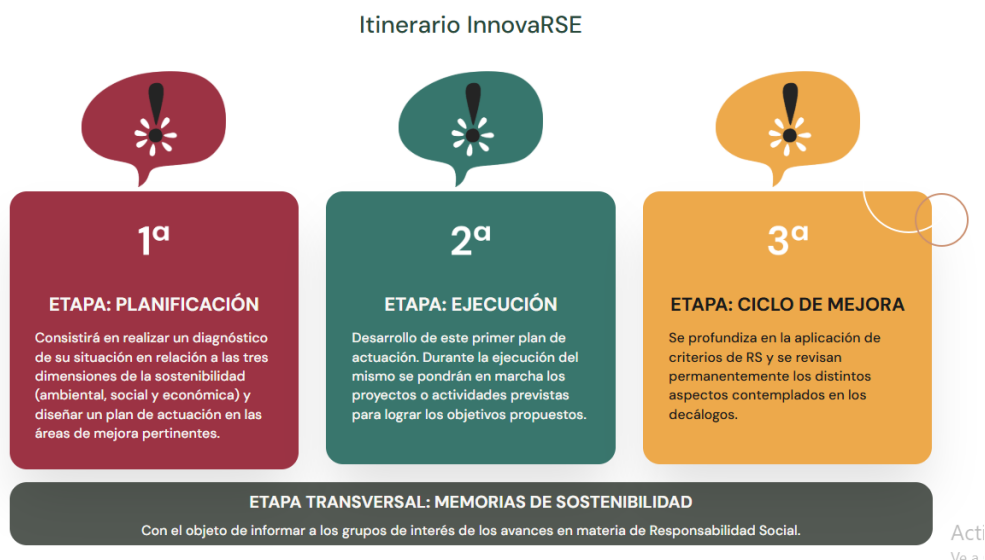 Itinerario InnovaRSE
1ª
ETAPA: PLANIFICACIÓN
Consistirá en realizar un diagnóstico
de su situación en relación a las tres
dimensiones de la sostenibilidad
(ambiental, social y económica) y
diseñar un plan de actuación en las
áreas de mejora pertinentes.
2ª
ETAPA: EJECUCIÓN
Desarrollo de este primer plan de
actuación. Durante la ejecución del
mismo se pondrán en marcha los
proyectos o actividades previstas
para lograr los objetivos propuestos.
3ª
ETAPA: CICLO DE MEJORA
Se profundiza en la aplicación de
criterios de RS y se revisan
permanentemente los distintos
aspectos contemplados en los
decálogos.
ETAPA TRANSVERSAL: MEMORIAS DE SOSTENIBILIDAD
Con el objeto de informar a los grupos de interés de los avances en materia de Responsabilidad Social.
Acti